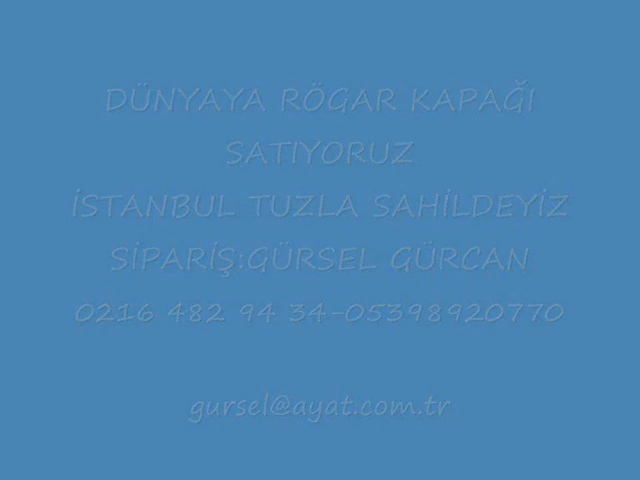 DÜNYAYA RÖGAR KAPAĞI
SATIYORUZ
İSTANBUL TUZLA SAHİLDEYİZ
SİPARİŞ:GÜRSEL GÜRCAN
0216 482 94 34-05398920770
gursel@ayat.com.tr